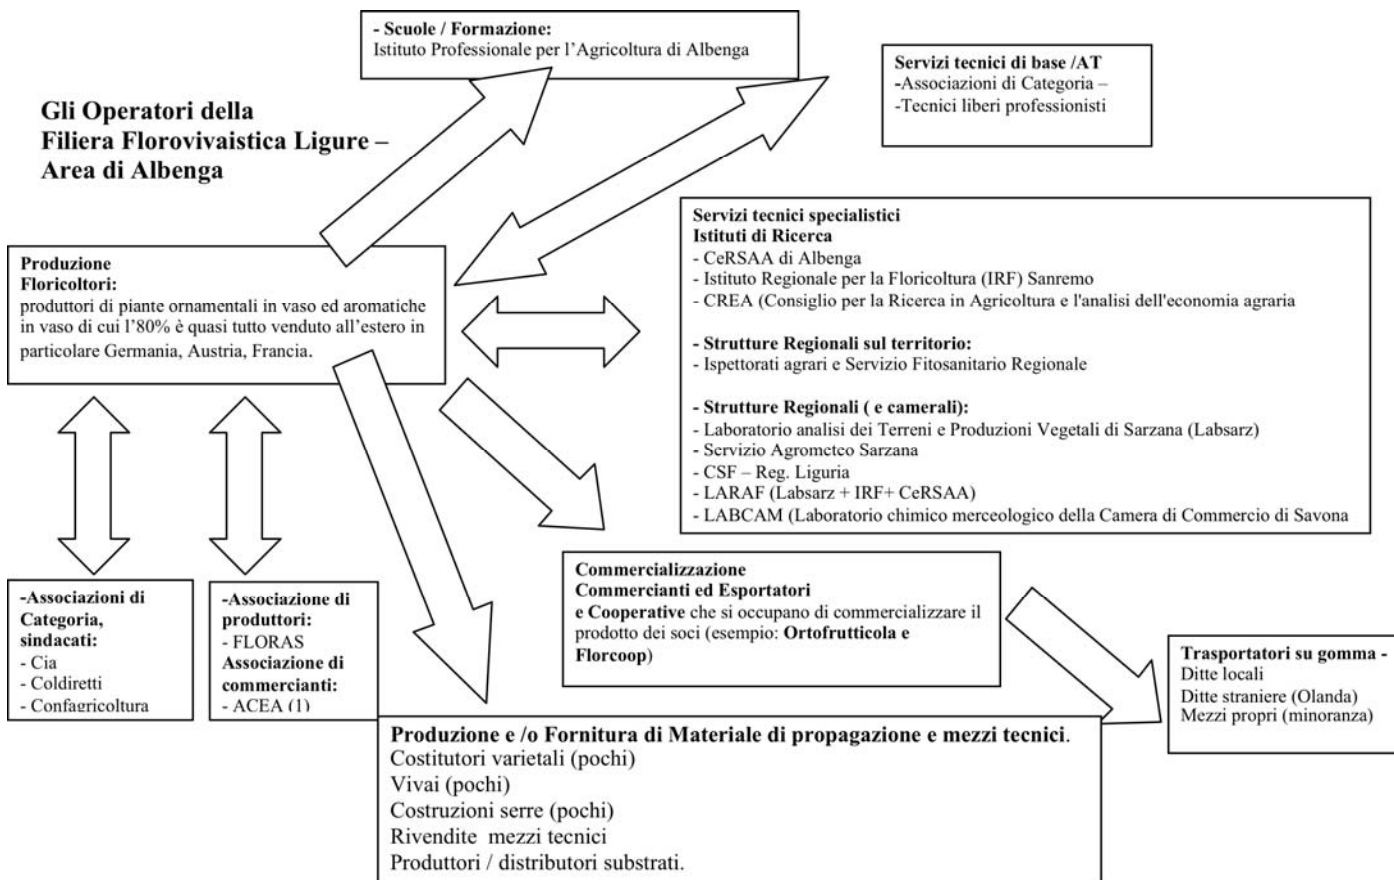 - Scuole / Formazione:
Istituto Professionale per l’Agricoltura di Albenga
Servizi tecnici di base /AT
-Associazioni di Categoria –
-Tecnici liberi professionisti
Gli Operatori della
Filiera Florovivaistica Ligure –
Area di Albenga
Servizi tecnici specialistici
Istituti di Ricerca
- CeRSAA di Albenga
- Istituto Regionale per la Floricoltura (IRF) Sanremo
- CREA (Consiglio per la Ricerca in Agricoltura e l'analisi dell'economia agraria
- Strutture Regionali sul territorio:
- Ispettorati agrari e Servizio Fitosanitario Regionale
- Strutture Regionali ( e camerali):
- Laboratorio analisi dei Terreni e Produzioni Vegetali di Sarzana (Labsarz)
- Servizio Agrometeo Sarzana
- CSF – Reg. Liguria
- LARAF (Labsarz + IRF+ CeRSAA)
- LABCAM (Laboratorio chimico merceologico della Camera di Commercio di Savona
Produzione
Floricoltori:
produttori di piante ornamentali in vaso ed aromatiche
in vaso di cui l’80% è quasi tutto venduto all’estero in
particolare Germania, Austria, Francia.
-Associazioni di
Categoria,
sindacati:
- Cia
- Coldiretti
- Confagricoltura
-Associazione di
produttori:
- FLORAS
Associazione di
commercianti:
- ACEA (1)
Commercializzazione
Commercianti ed Esportatori
e Cooperative che si occupano di commercializzare il
prodotto dei soci (esempio: Ortofrutticola e
Florcoop)
Trasportatori su gomma -
Ditte locali
Ditte straniere (Olanda)
Mezzi propri (minoranza)
Produzione e /o Fornitura di Materiale di propagazione e mezzi tecnici.
Costitutori varietali (pochi)
Vivai (pochi)
Costruzioni serre (pochi)
Rivendite mezzi tecnici
Produttori / distributori substrati.